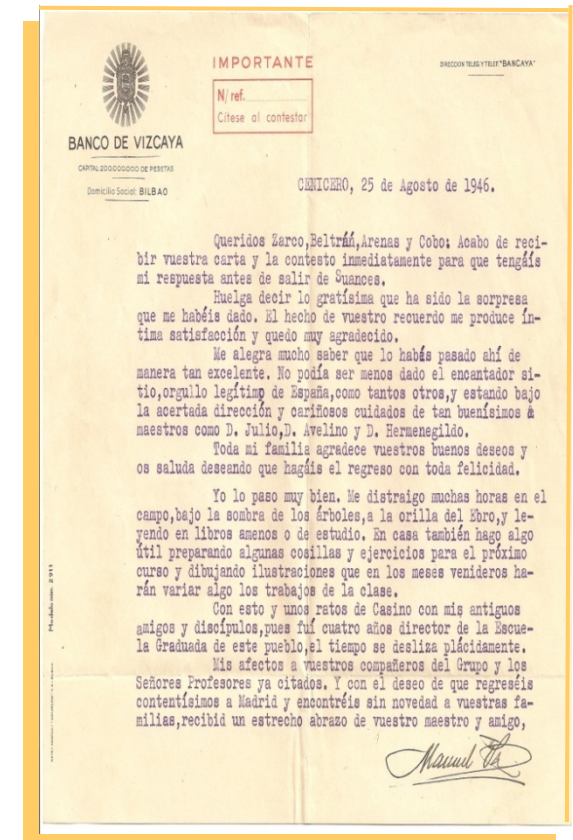 IMPORTANTE
DIRECCION TELEG. Y TELEF. "BANCAYA"
N/ ref.
Cítese al contestar
BANCO DE VIZCAYA
CAPITAL 200.000.000 DE PESETAS
Domicilio Social: BILBAO
CENICERO, 25 de Agosto de 1946.
Queridos Zarco,Beltrán,Arenas y Cobo: Acabo de reci-
bir vuestra carta y la contesto inmediatamente para que tengáis
mi respuesta antes de salir de Suances.
Huelga decir lo gratísima que ha sido la sorpresa
que me habéis dado. El hecho de vuestro recuerdo me produce ín-
tima satisfacción y quedo muy agradecido.
Me alegra mucho saber que lo habés pasado ahí de
manera tan excelente. No podía ser menos dado el encantador si-
tio,orgullo legítimo de España,como tantos otros,y estando bajo
la acertada dirección y cariñosos cuidados de tan buenísimos
maestros como D. Julio,D. Avelino y D. Hermenegildo.
Toda mi familia agradece vuestros buenos deseos y
os saluda deseando que hagáis el regreso con toda felicidad.
Yo lo paso muy bien. Me distraigo muchas horas en el
campo,bajo la sombra de los árboles,a la orilla del Ebro,y le-
yendo en libros amenos o de estudio. En casa también hago algo
útil preparando algunas cosillas y ejercicios para el próximo
curso y dibujando ilustraciones que en los meses venideros ha-
rán variar algo los trabajos de la clase.
Con esto y unos ratos de Casino con mis antiguos
amigos y discípulos,pues fuí cuatro años director de la Escue-
la Graduada de este pueblo,el tiempo se desliza plácidamente.
Mis afectos a vuestros compañeros del Grupo y los
Señores Profesores ya citados. Y con el deseo de que regreséis
contentísimos a Madrid y encontréis sin novedad a vuestras fa-
milias,recibid un estrecho abrazo de vuestro maestro y amigo,
Manuel
Modelo núm. 2911